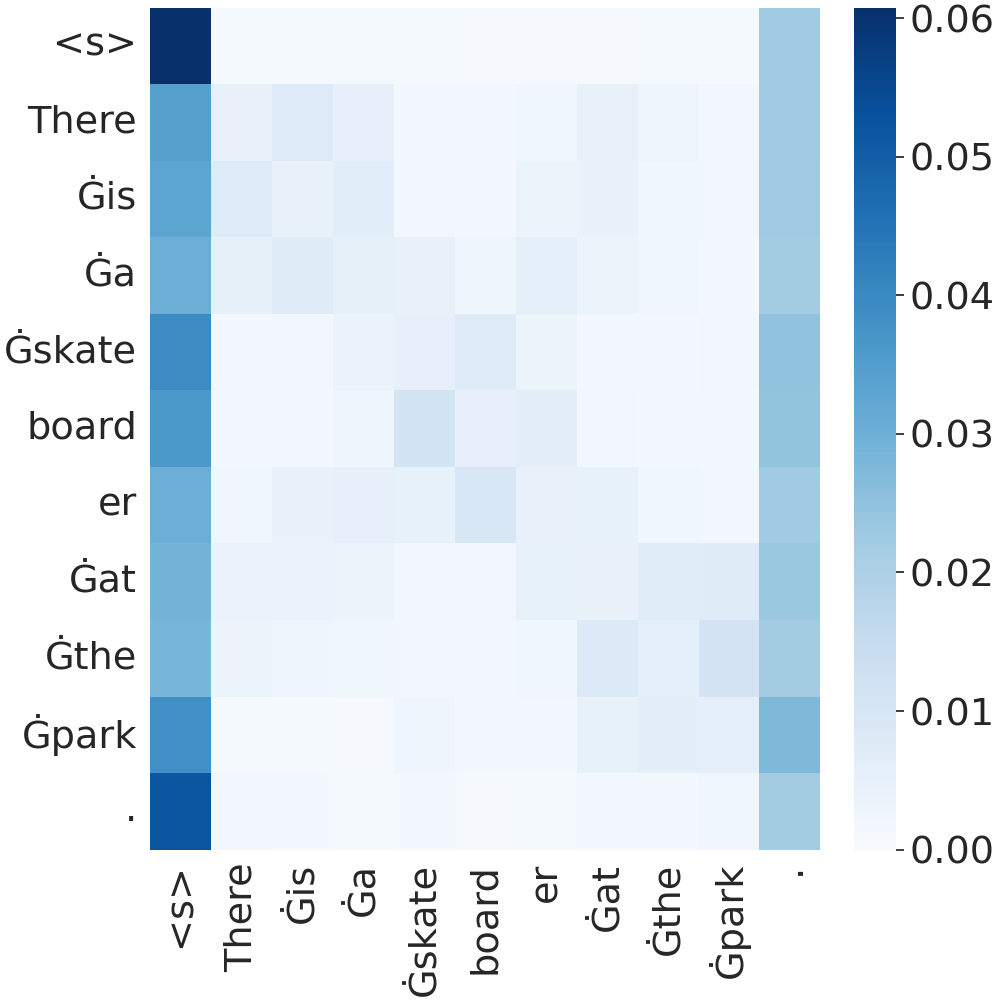 <s>
There
Ġis
Ġa
Ġskate
board
er
Ġat
Ġthe
Ġpark
.
<s>
There
Ġis
Ġa
Ġskate
board
er
Ġat
Ġthe
Ġpark
.
0.06
0.05
0.04
0.03
0.02
0.01
0.00